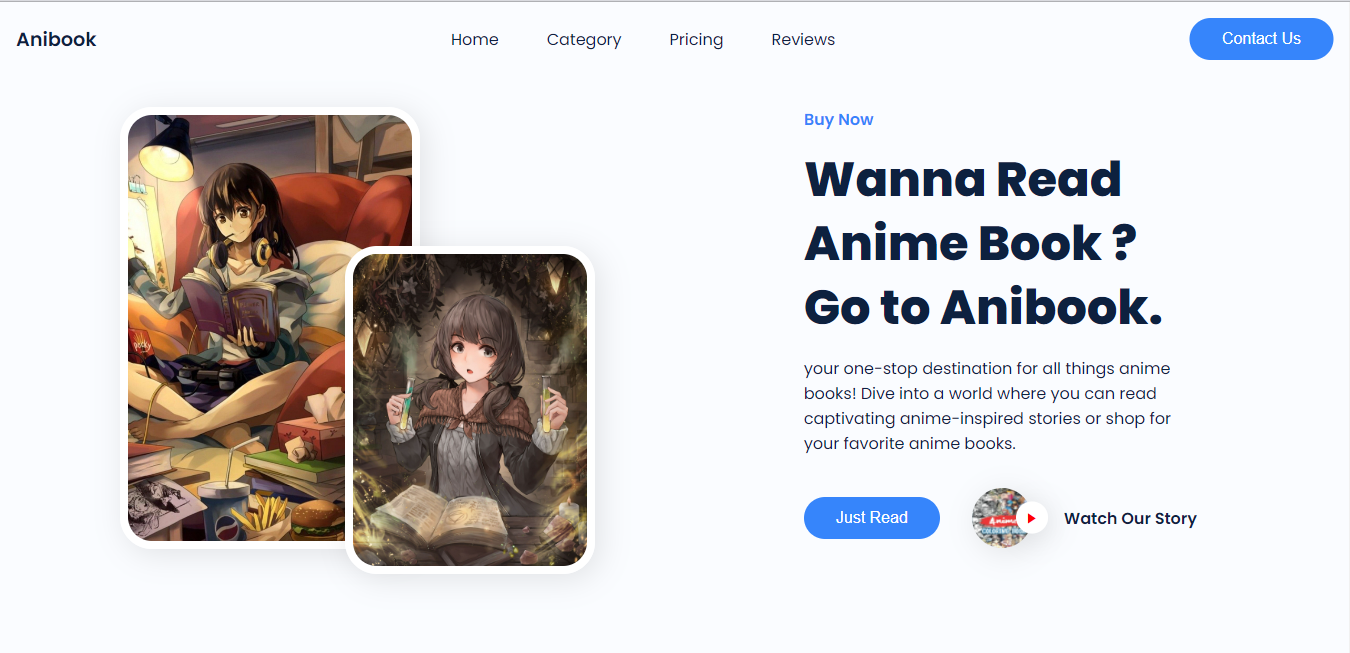 Anibook
Home
Category
Pricing
Reviews
Contact Us
Buy Now
Wanna Read
Anime Book ?
Go to Anibook.
your one-stop destination for all things anime
books! Dive into a world where you can read
captivating anime-inspired stories or shop for
your favorite anime books.
Just Read
Watch Our Story
pocky
Anime